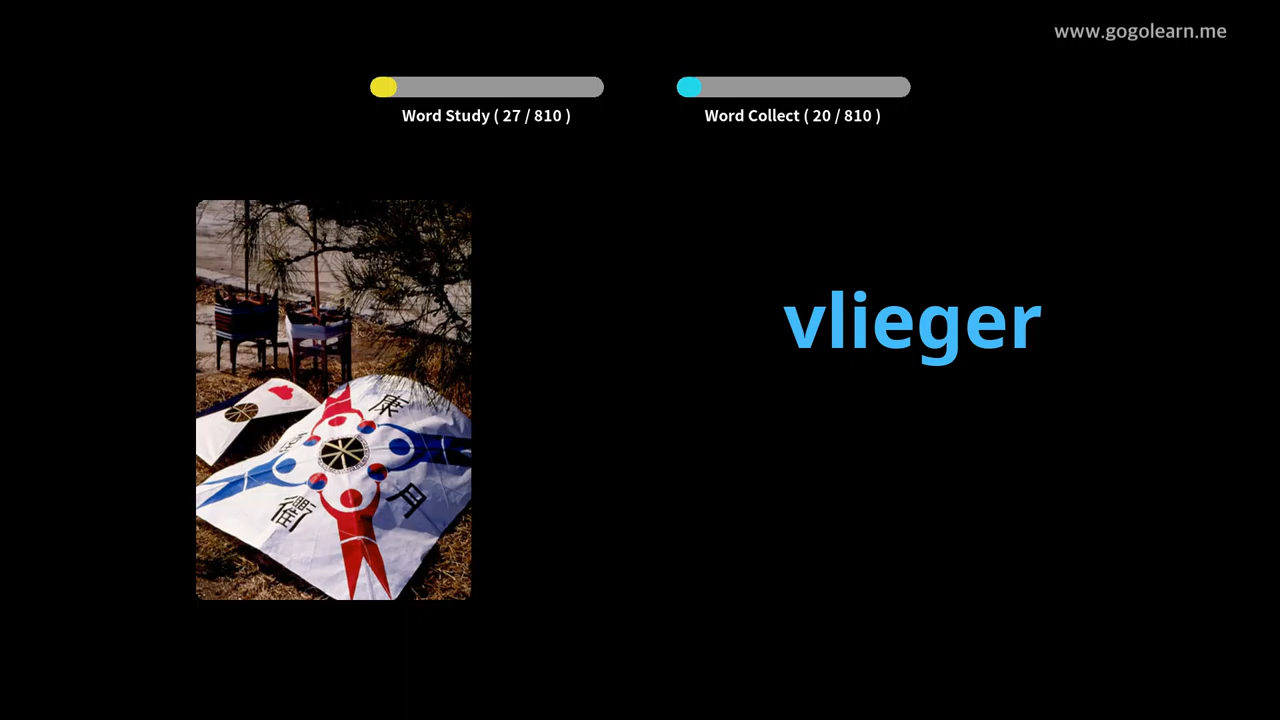 www.gogolearn.me
Word Study ( 27 / 810 )
Word Collect ( 20 / 810 )
vlieger
康
月
衛